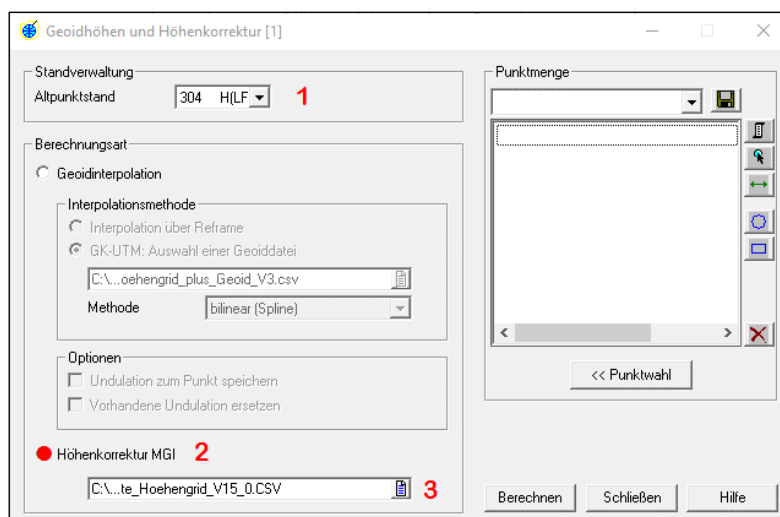 Geoidhöhen und Höhenkorrektur [1]
Standverwaltung
Altpunktstand
304 H(LF
1
Berechnungsart
Geoidinterpolation
Interpolationsmethode
Interpolation über Reframe
GK-UTM: Auswahl einer Geoiddatei
C:\...oehengrid_plus_Geoid_V3.csv
Methode
bilinear (Spline)
Optionen
Undulation zum Punkt speichern
Vorhandene Undulation ersetzen
Höhenkorrektur MGI
2
C:\...te_Hoehengrid_V15_0.CSV
3
Punktmenge
<< Punktwahl
Berechnen
Schließen
Hilfe